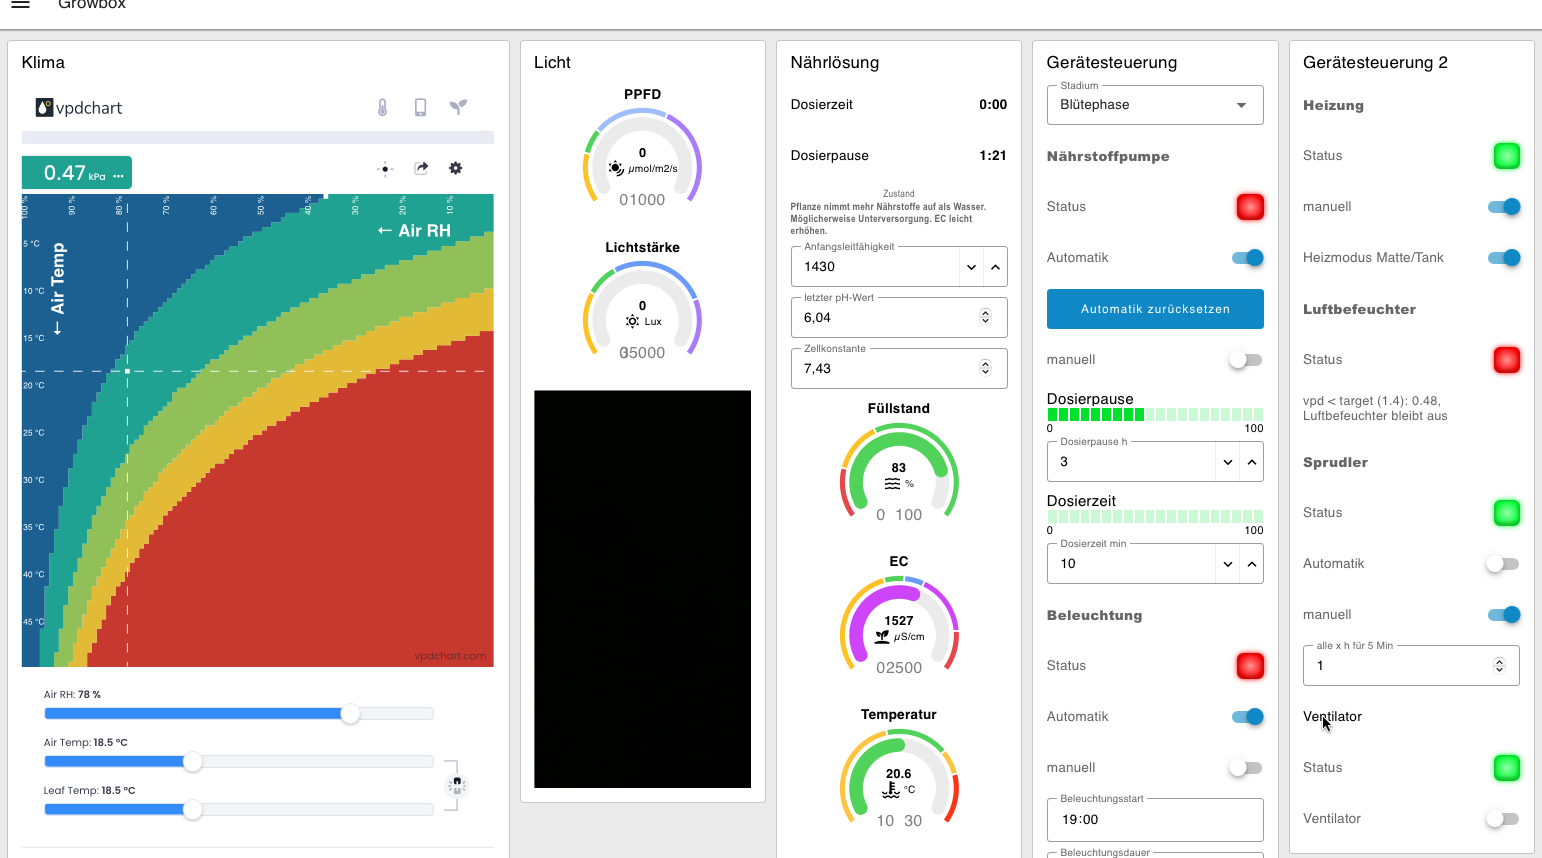 Growbox
Klima
vpdchart
0.47 kPa ...
100 %
90 %
80 %
70 %
60 %
50 %
40 %
30 %
20 %
10 %
← Air RH
← Air Temp
5 °C
10 °C
15 °C
20 °C
25 °C
30 °C
35 °C
40 °C
45 °C
vpdchart.com
Air RH: 78 %
Air Temp: 18.5 °C
Leaf Temp: 18.5 °C
Licht
PPFD
0
µmol/m2/s
0 1000
Lichtstärke
0
Lux
0 35000
Nährlösung
Dosierzeit 0:00
Dosierpause 1:21
Zustand
Pflanze nimmt mehr Nährstoffe auf als Wasser.
Möglicherweise Unterversorgung. EC leicht
erhöhen.
Anfangsleitfähigkeit
1430
letzter pH-Wert
6,04
Zellkonstante
7,43
Füllstand
83
%
0 100
EC
1527
µS/cm
0 2500
Temperatur
20.6
°C
10 30
Gerätesteuerung
Stadium
Blütephase
Nährstoffpumpe
Status
Automatik
Automatik zurücksetzen
manuell
Dosierpause
0 100
Dosierpause h
3
Dosierzeit
0 100
Dosierzeit min
10
Beleuchtung
Status
Automatik
manuell
Beleuchtungsstart
19:00
Beleuchtungsdauer
Gerätesteuerung 2
Heizung
Status
manuell
Heizmodus Matte/Tank
Luftbefeuchter
Status
vpd < target (1.4): 0.48,
Luftbefeuchter bleibt aus
Sprudler
Status
Automatik
manuell
alle x h für 5 Min
1
Ventilator
Status
Ventilator